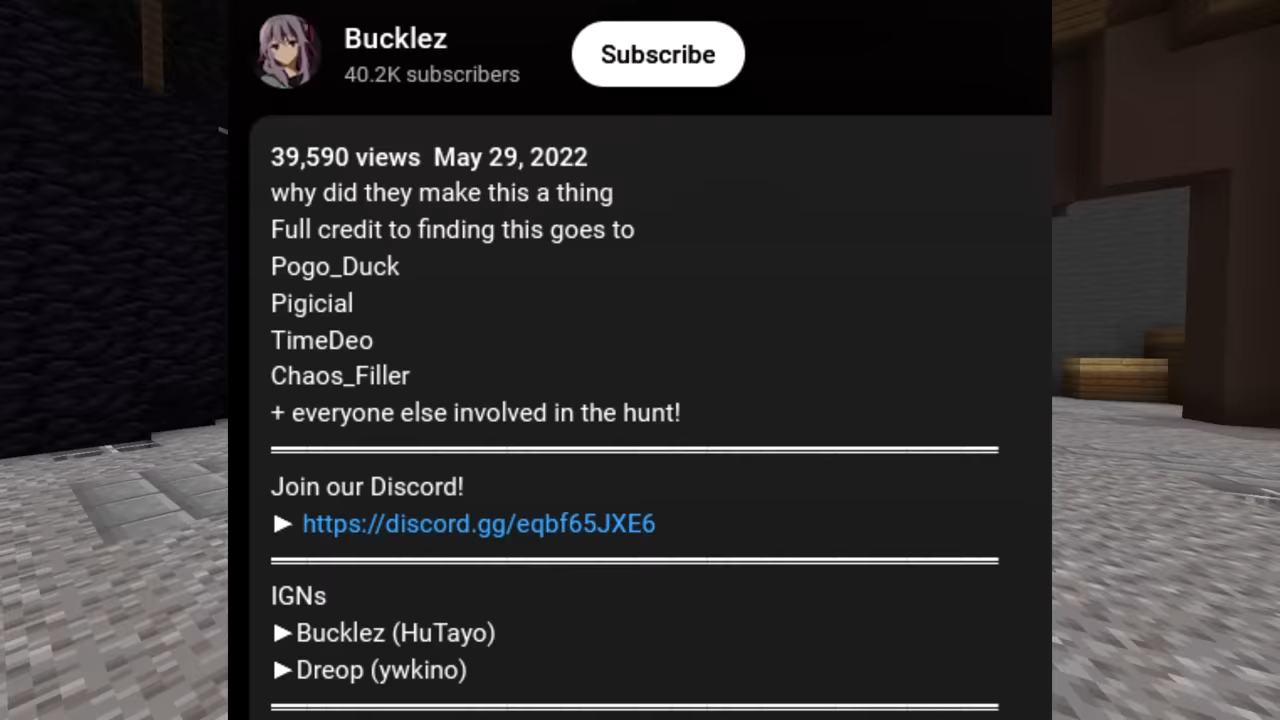 Bucklez
40.2K subscribers
Subscribe
39,590 views May 29, 2022
why did they make this a thing
Full credit to finding this goes to
Pogo_Duck
Pigicial
TimeDeo
Chaos_Filler
+ everyone else involved in the hunt!
Join our Discord!
► https://discord.gg/eqbf65JXE6
IGNs
►Bucklez (HuTayo)
►Dreop (ywkino)